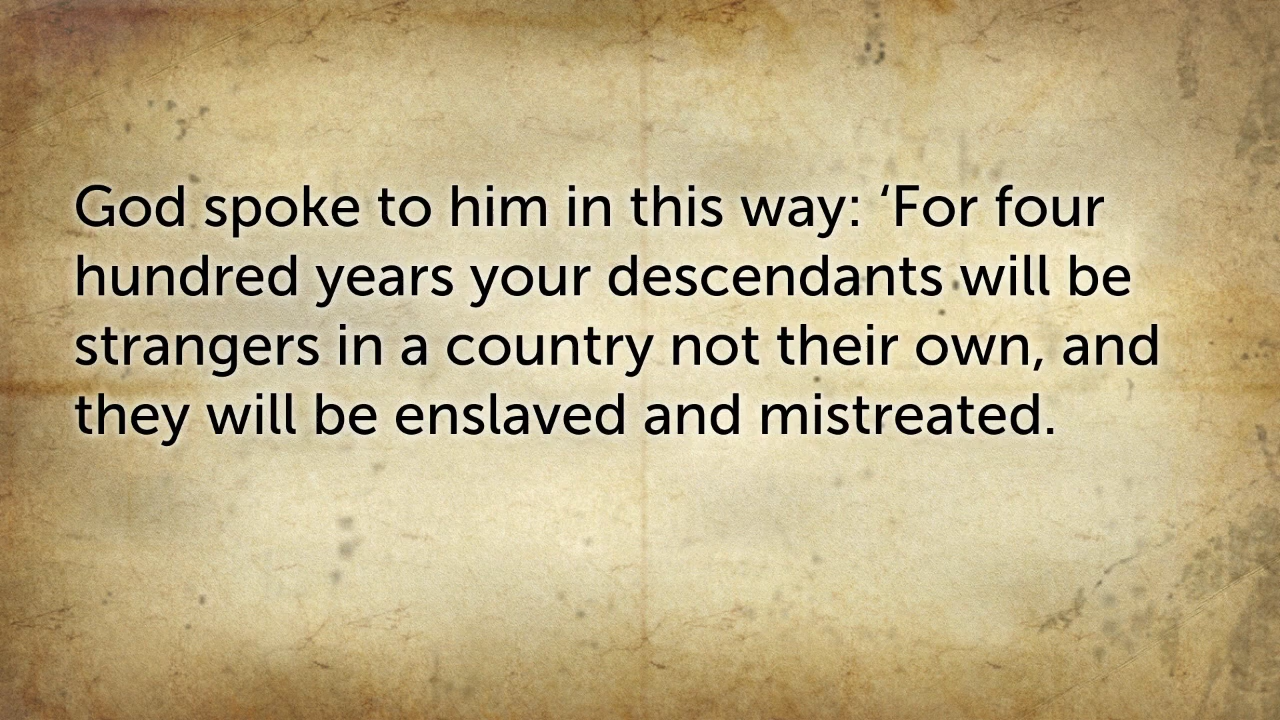 God spoke to him in this way: ‘For four
hundred years your descendants will be
strangers in a country not their own, and
they will be enslaved and mistreated.